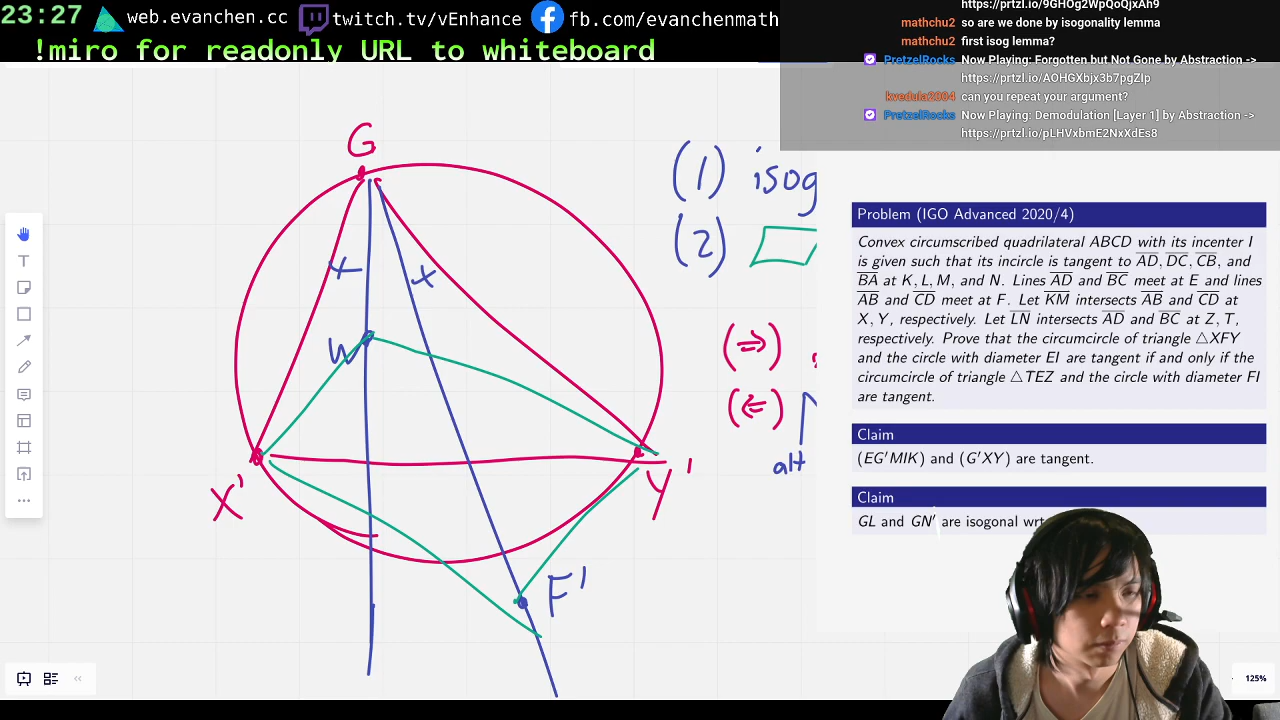 23:27
web.evanchen.cc
twitch.tv/vEnhance
fb.com/evanchenmath
!miro for readonly URL to whiteboard
https://prtzl.io/9GHOg2WpQoQjxAh9
mathchu2 so are we done by isogonality lemma
mathchu2 first isog lemma?
PretzelRocks Now Playing: Forgotten but Not Gone by Abstraction ->
https://prtzl.io/AOHGXbjx3b7pgZIp
kvedula2004 can you repeat your argument?
PretzelRocks Now Playing: Demodulation [Layer 1] by Abstraction ->
https://prtzl.io/pLHVxbmE2NxXdEs8
G
W
X'
Y'
F'
(1) isog
(2)
(⇒)
(⇐)
alt
Problem (IGO Advanced 2020/4)
Convex circumscribed quadrilateral ABCD with its incenter I
is given such that its incircle is tangent to AD, DC, CB, and
BA at K, L, M, and N. Lines AD and BC meet at E and lines
AB and CD meet at F. Let KM intersects AB and CD at
X, Y, respectively. Let LN intersects AD and BC at Z, T,
respectively. Prove that the circumcircle of triangle △XFY
and the circle with diameter EI are tangent if and only if the
circumcircle of triangle △TEZ and the circle with diameter FI
are tangent.
Claim
(EG'MIK) and (G'XY) are tangent.
Claim
GL and GN' are isogonal wrt
125%